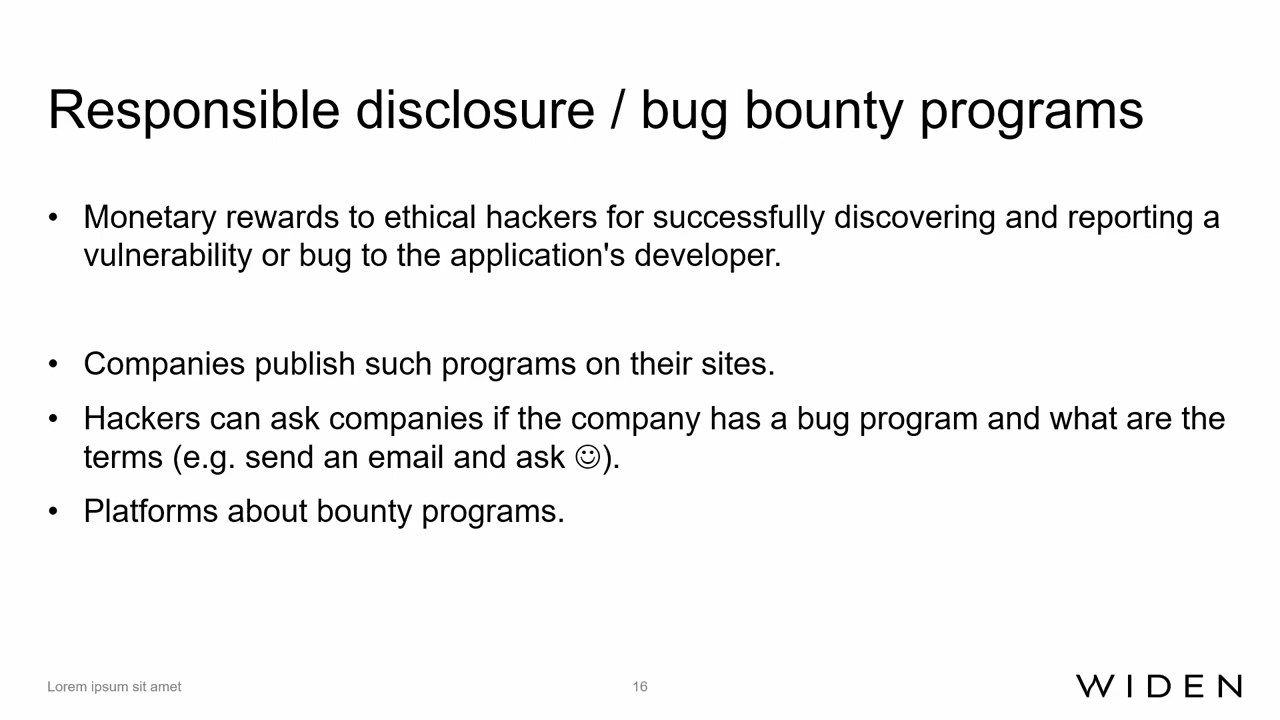 Responsible disclosure / bug bounty programs
• Monetary rewards to ethical hackers for successfully discovering and reporting a
vulnerability or bug to the application's developer.
• Companies publish such programs on their sites.
• Hackers can ask companies if the company has a bug program and what are the
terms (e.g. send an email and ask ☺).
• Platforms about bounty programs.
Lorem ipsum sit amet
16
WIDEN